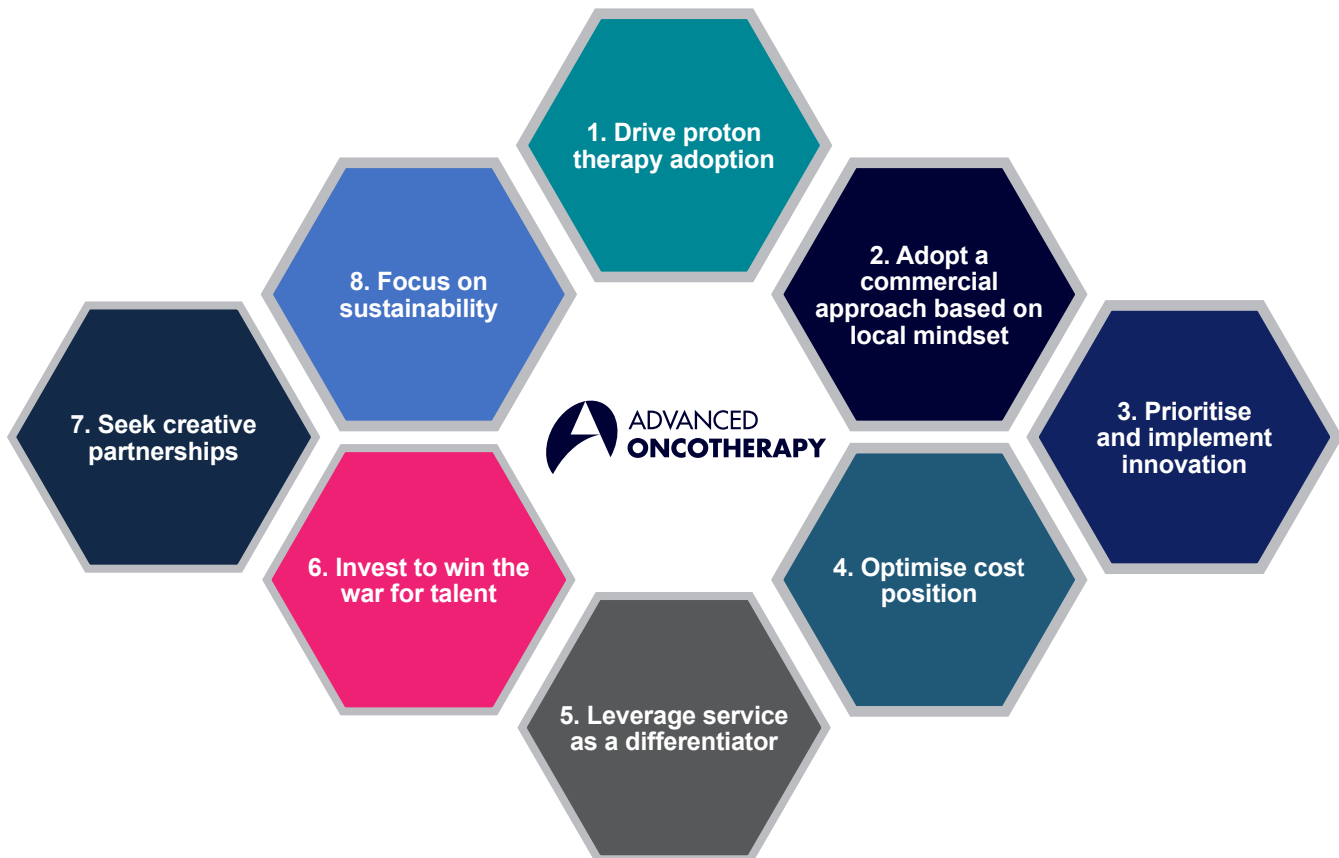 1. Drive proton
therapy adoption
2. Adopt a
commercial
approach based on
local mindset
3. Prioritise
and implement
innovation
4. Optimise cost
position
5. Leverage service
as a differentiator
6. Invest to win the
war for talent
7. Seek creative
partnerships
8. Focus on
sustainability
ADVANCED
ONCOTHERAPY